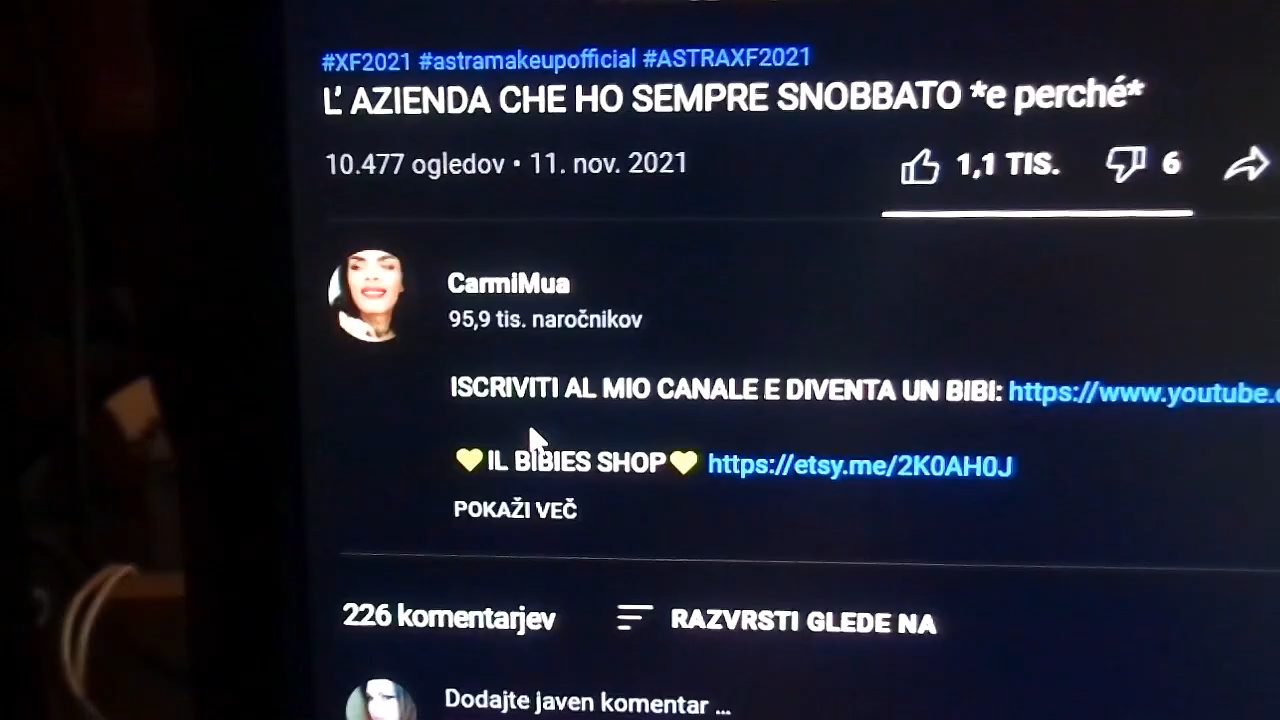 #XF2021 #astramakeupofficial #ASTRAXF2021
L' AZIENDA CHE HO SEMPRE SNOBBATO *e perché*
10.477 ogledov • 11. nov. 2021 1,1 TIS. 6
CarmiMua
95,9 tis. naročnikov
ISCRIVITI AL MIO CANALE E DIVENTA UN BIBI: https://www.youtube.c
💛IL BIBIES SHOP💛 https://etsy.me/2K0AH0J
POKAŽI VEČ
226 komentarjev RAZVRSTI GLEDE NA
Dodajte javen komentar ...